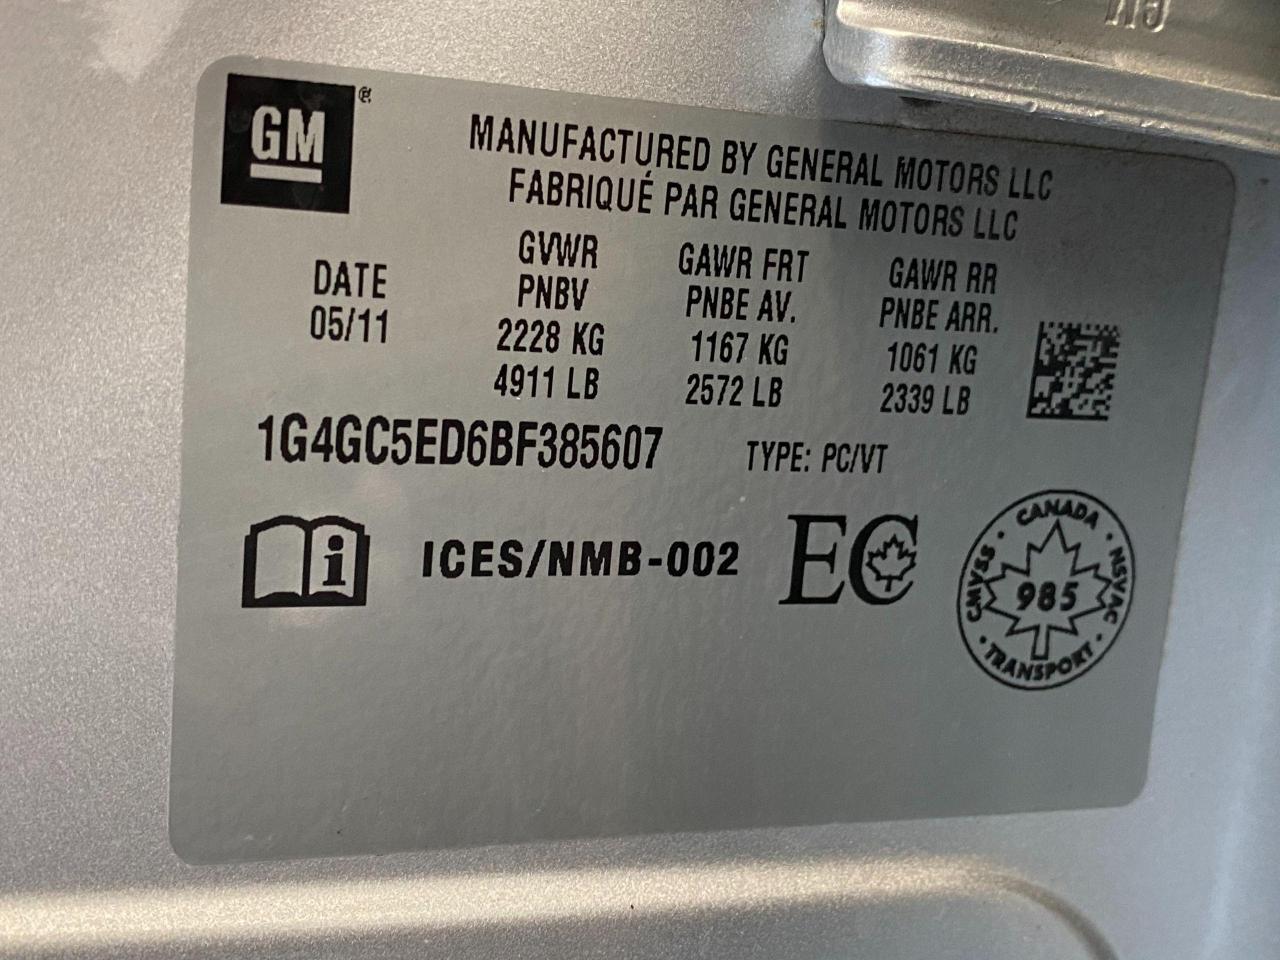 GM
MANUFACTURED BY GENERAL MOTORS LLC
FABRIQUÉ PAR GENERAL MOTORS LLC
DATE
05/11
GVWR
PNBV
2228 KG
4911 LB
GAWR FRT
PNBE AV.
1167 KG
2572 LB
GAWR RR
PNBE ARR.
1061 KG
2339 LB
1G4GC5ED6BF385607
TYPE: PC/VT
i
ICES/NMB-002
EC
CANADA · NSVAC · TRANSPORT · CMVSS ·
985
GM